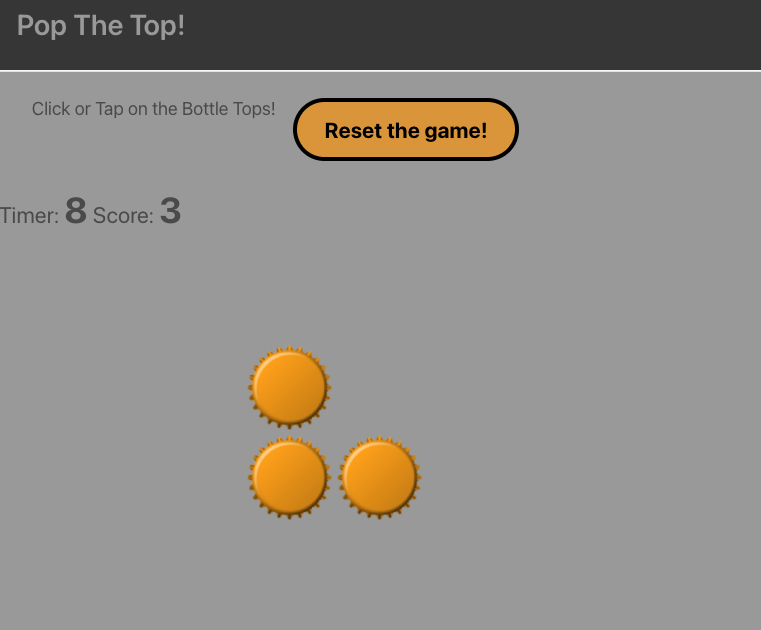 Pop The Top!
Click or Tap on the Bottle Tops!
Reset the game!
Timer: 8 Score: 3